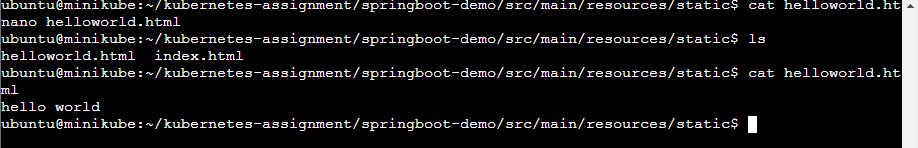 ubuntu@minikube:~/kubernetes-assignment/springboot-demo/src/main/resources/static$ cat helloworld.ht
nano helloworld.html
ubuntu@minikube:~/kubernetes-assignment/springboot-demo/src/main/resources/static$ ls
helloworld.html  index.html
ubuntu@minikube:~/kubernetes-assignment/springboot-demo/src/main/resources/static$ cat helloworld.ht
ml
hello world
ubuntu@minikube:~/kubernetes-assignment/springboot-demo/src/main/resources/static$